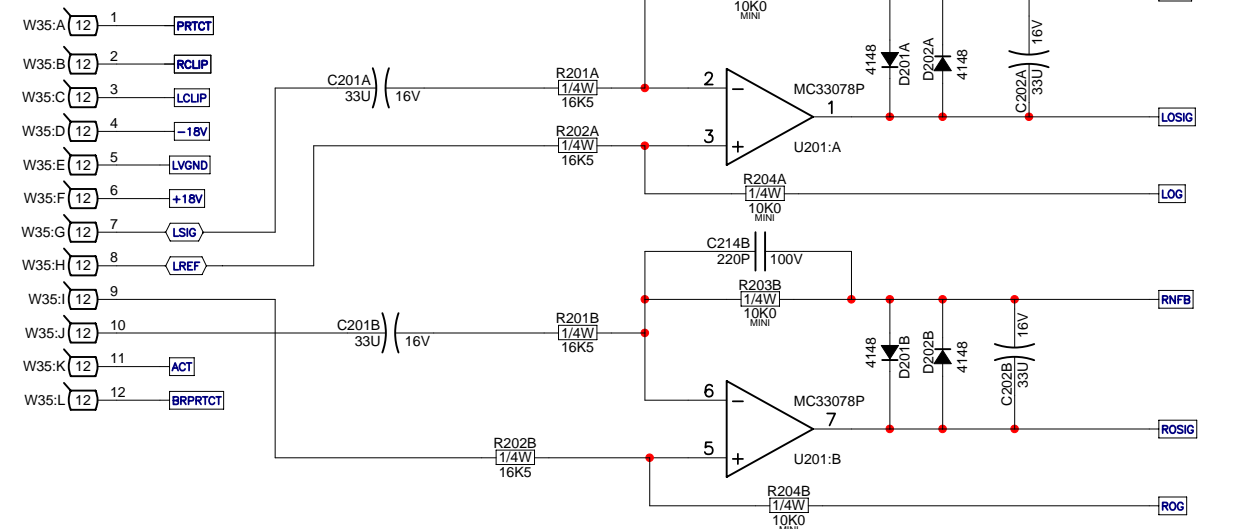 10K0
MINI
W35:A 12 1 PRTCT
W35:B 12 2 RCLIP
W35:C 12 3 LCLIP
W35:D 12 4 −18V
W35:E 12 5 LVGND
W35:F 12 6 +18V
W35:G 12 7 LSIG
W35:H 12 8 LREF
W35:I 12 9
W35:J 12 10
W35:K 12 11 ACT
W35:L 12 12 BRPRTCT
C201A
33U 16V
R201A
1/4W
16K5
R202A
1/4W
16K5
2 −
3 +
MC33078P
1
U201:A
4148
D201A
D202A
4148
16V
C202A
33U
LOSIG
R204A
1/4W
10K0
MINI
LOG
C214B
220P 100V
R203B
1/4W
10K0
MINI
RNFB
C201B
33U 16V
R201B
1/4W
16K5
4148
D201B
D202B
4148
16V
C202B
33U
6 −
5 +
MC33078P
7
U201:B
ROSIG
R202B
1/4W
16K5
R204B
1/4W
10K0
MINI
ROG